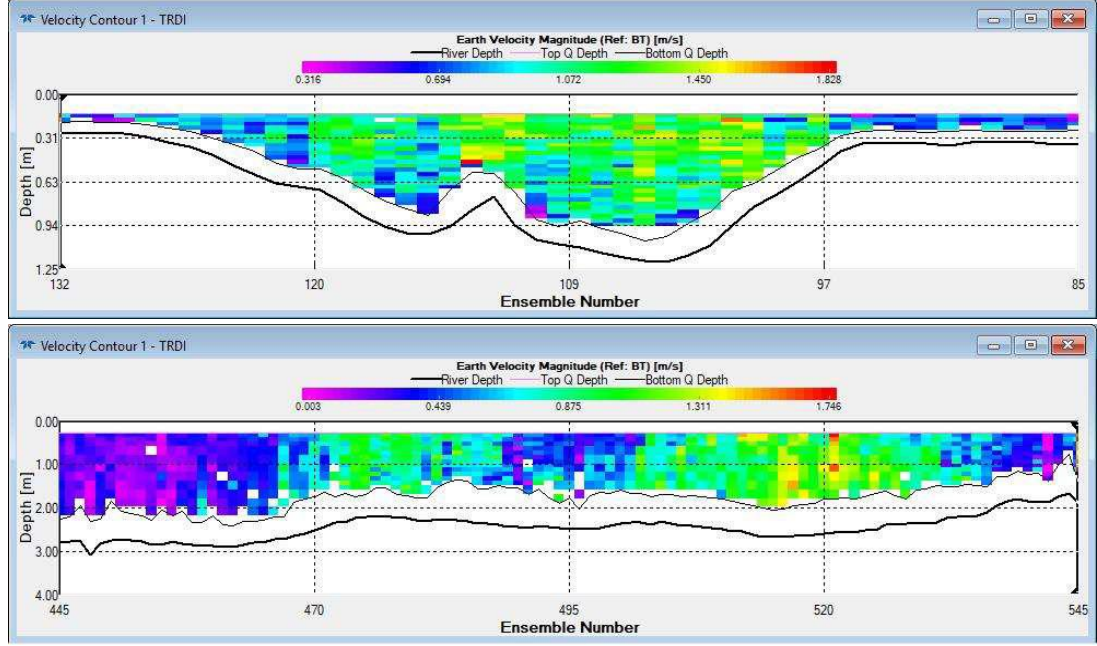 Velocity Contour 1 - TRDI
Earth Velocity Magnitude (Ref: BT) [m/s]
River Depth Top Q Depth Bottom Q Depth
0.316 0.694 1.072 1.450 1.828
0.00
0.31
0.63
0.94
1.25
Depth [m]
132 120 109 97 85
Ensemble Number
Velocity Contour 1 - TRDI
Earth Velocity Magnitude (Ref: BT) [m/s]
River Depth Top Q Depth Bottom Q Depth
0.003 0.439 0.875 1.311 1.746
0.00
1.00
2.00
3.00
4.00
Depth [m]
445 470 495 520 545
Ensemble Number